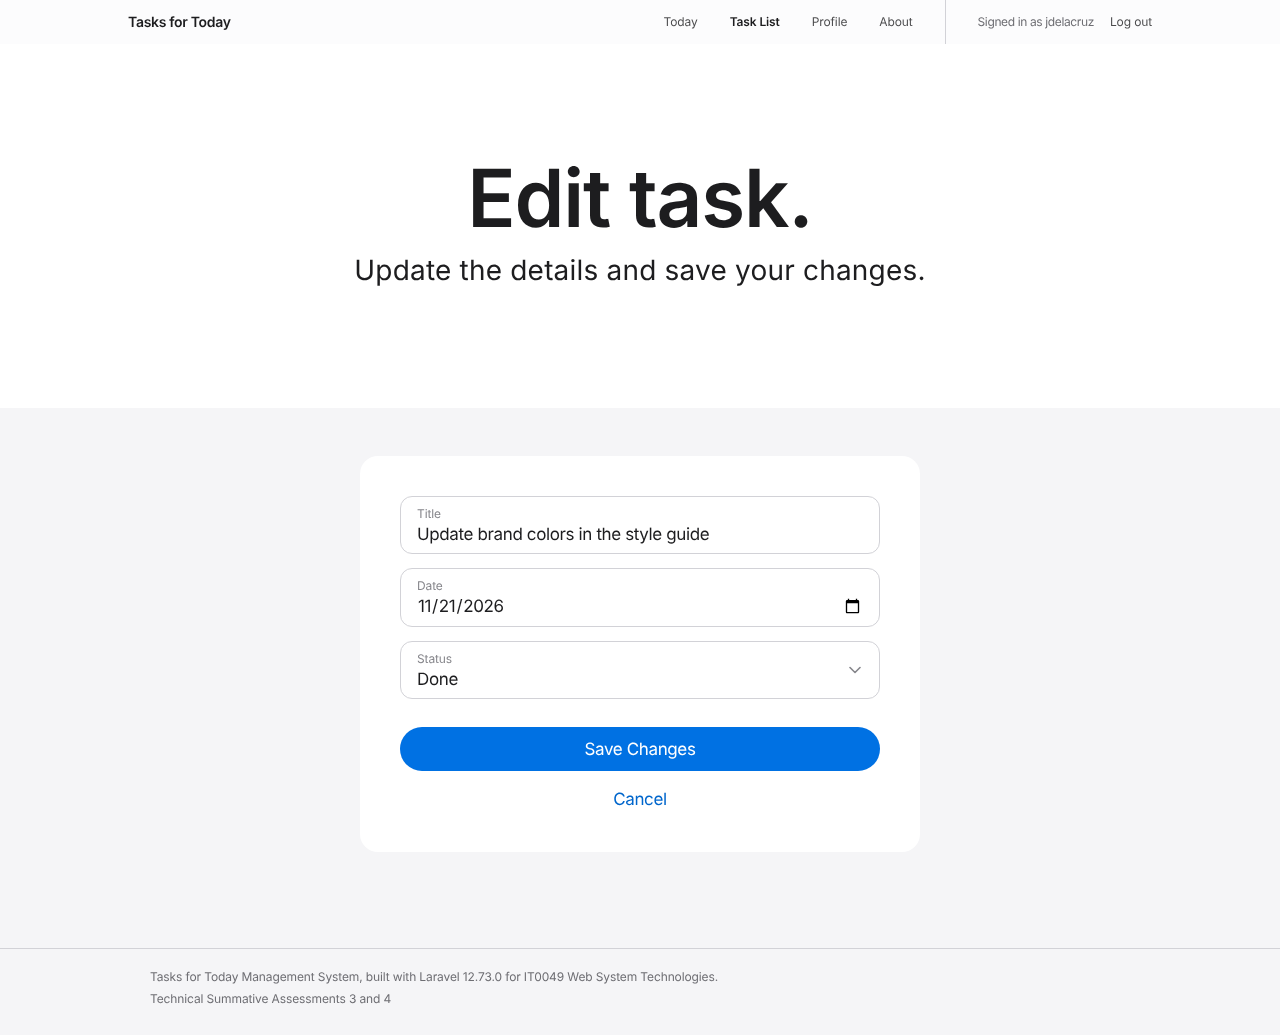 Tasks for Today
Today
Task List
Profile
About
Signed in as jdelacruz
Log out
Edit task.
Update the details and save your changes.
Title
Update brand colors in the style guide
Date
11/21/2026
Status
Done
Save Changes
Cancel
Tasks for Today Management System, built with Laravel 12.73.0 for IT0049 Web System Technologies.
Technical Summative Assessments 3 and 4